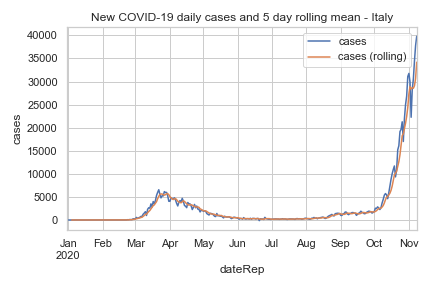 New COVID-19 daily cases and 5 day rolling mean - Italy
cases
cases (rolling)
40000
35000
30000
25000
20000
15000
10000
5000
0
cases
Jan Feb Mar Apr May Jun Jul Aug Sep Oct Nov
2020
dateRep